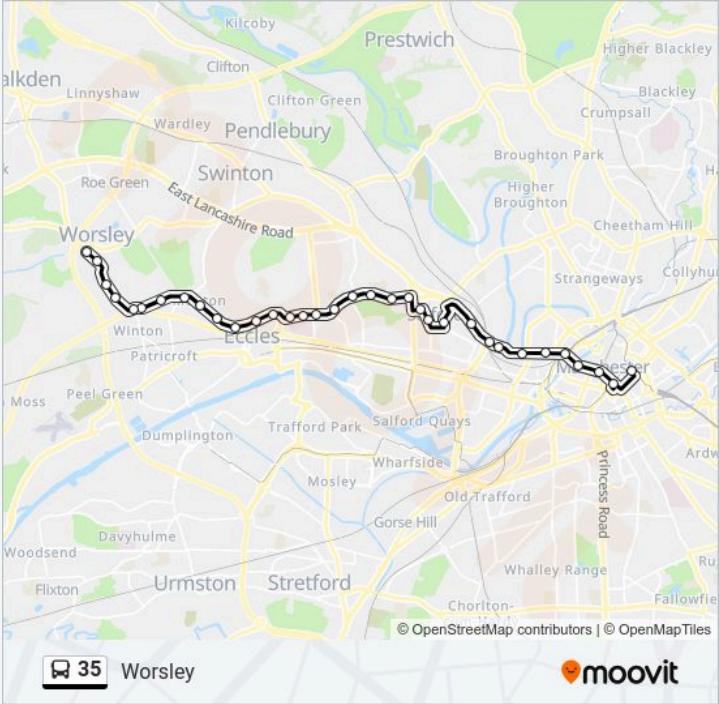 Kilcoby
Prestwich
Higher Blackley
Clifton
alkden
Linnyshaw
Clifton Green
Blackley
Crumpsall
Wardley
Pendlebury
Broughton Park
Swinton
Roe Green
East Lancashire Road
Higher
Broughton
Cheetham Hill
Worsley
Collyhu
Strangeways
Winton
Eccles
Patricroft
Peel Green
Moss
Salford Quays
Trafford Park
Dumplington
Ardw
Wharfside
Mosley
Princess Road
Old-Trafford
Gorse Hill
Davyhulme
Woodsend
Whalley Range
Ru
Flixton
Urmston
Stretford
Fallowfie
Chorlton-
© OpenStreetMap contributors | © OpenMapTiles
35
Worsley
moovit